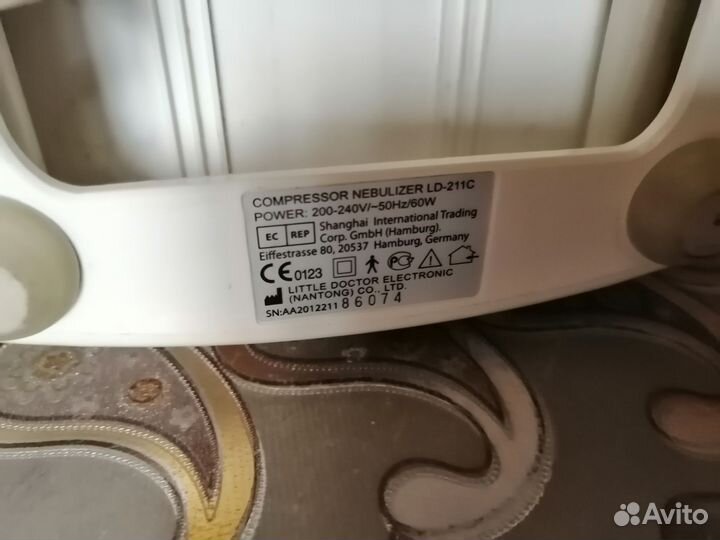 COMPRESSOR NEBULIZER LD-211C
POWER: 200-240V/~50Hz/60W
EC REP Shanghai International Trading
Corp. GmbH (Hamburg).
Eiffestrasse 80, 20537 Hamburg, Germany
CE 0123
LITTLE DOCTOR ELECTRONIC
(NANTONG) CO., LTD.
SN:AA2012211 86074
Avito